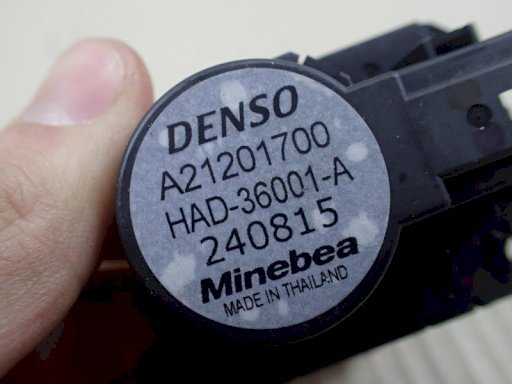 DENSO
A21201700
HAD-36001-A
240815
Minebea
MADE IN THAILAND